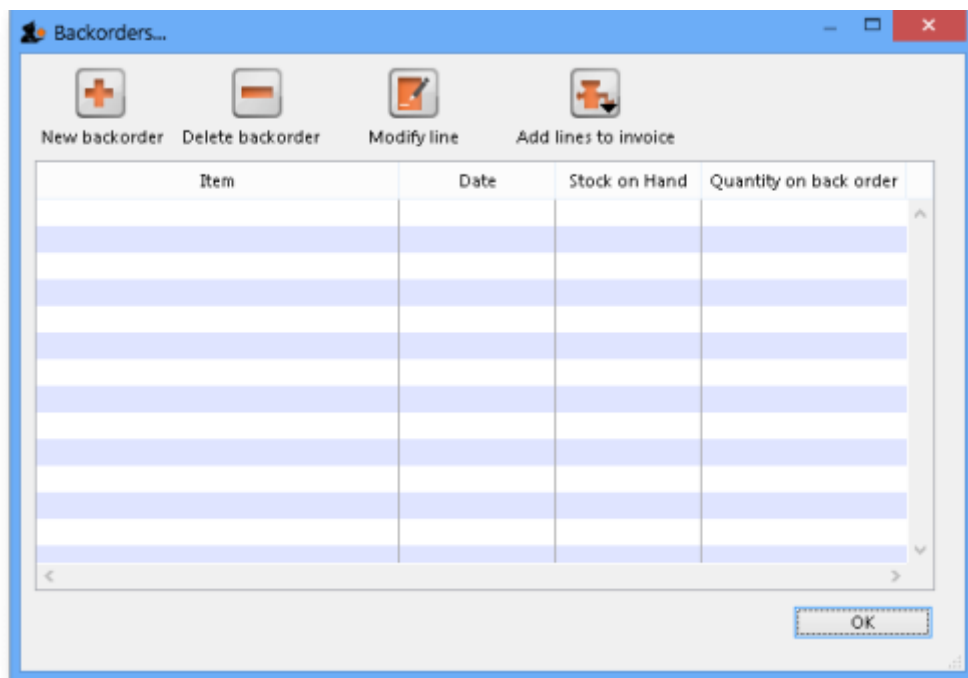 Backorders...
New backorder Delete backorder Modify line Add lines to invoice
Item Date Stock on Hand Quantity on back order
OK